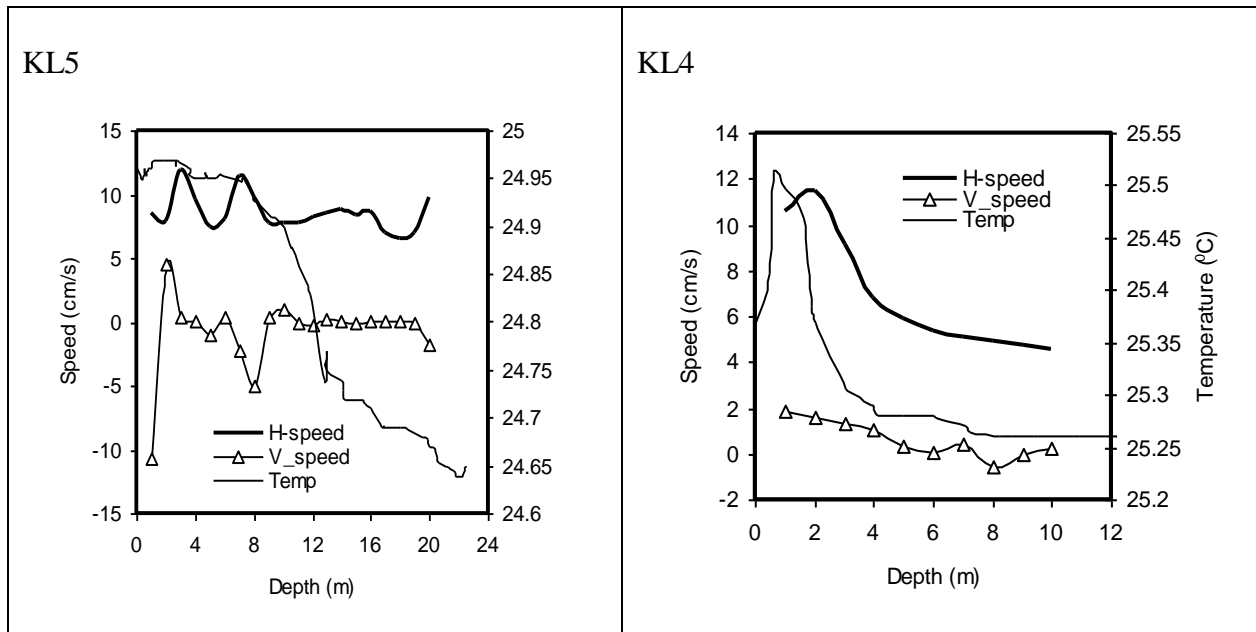 KL5
15
10
5
0
-5
-10
-15
Speed (cm/s)
25
24.95
24.9
24.85
24.8
24.75
24.7
24.65
24.6
H-speed
V_speed
Temp
0 4 8 12 16 20 24
Depth (m)
KL4
14
12
10
8
6
4
2
0
-2
Speed (cm/s)
25.55
25.5
25.45
25.4
25.35
25.3
25.25
25.2
Temperature (⁰C)
H-speed
V_speed
Temp
0 2 4 6 8 10 12
Depth (m)